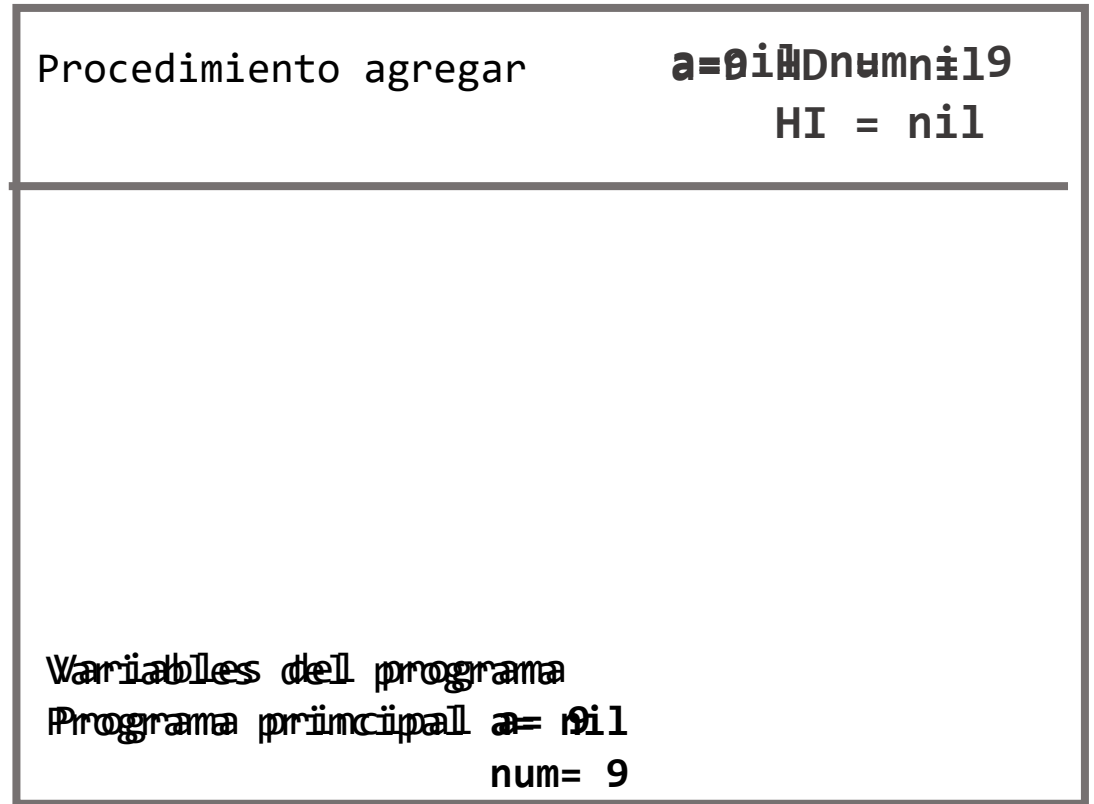 Procedimiento agregar
HI = nil
Variables del programa
Programa principal a=
num= 9